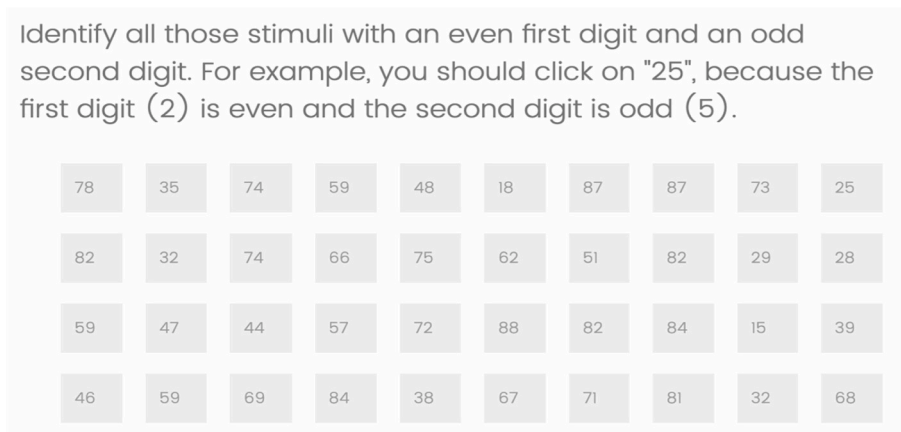 Identify all those stimuli with an even first digit and an odd
second digit. For example, you should click on "25", because the
first digit (2) is even and the second digit is odd (5).
78 35 74 59 48 18 87 87 73 25
82 32 74 66 75 62 51 82 29 28
59 47 44 57 72 88 82 84 15 39
46 59 69 84 38 67 71 81 32 68